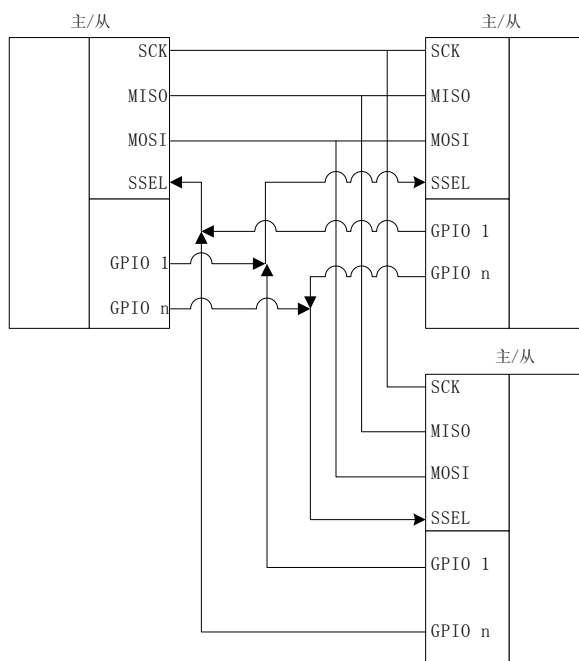 主/从
SCK
MISO
MOSI
SSEL
GPIO 1
GPIO n
主/从
SCK
MISO
MOSI
SSEL
GPIO 1
GPIO n
主/从
SCK
MISO
MOSI
SSEL
GPIO 1
GPIO n